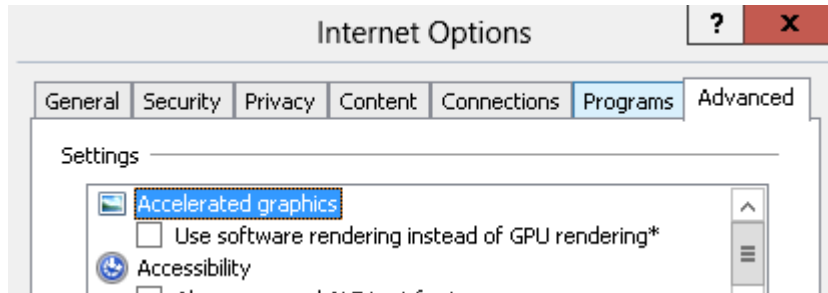 Internet Options
?
x
General Security Privacy Content Connections Programs Advanced
Settings
Accelerated graphics
Use software rendering instead of GPU rendering*
Accessibility